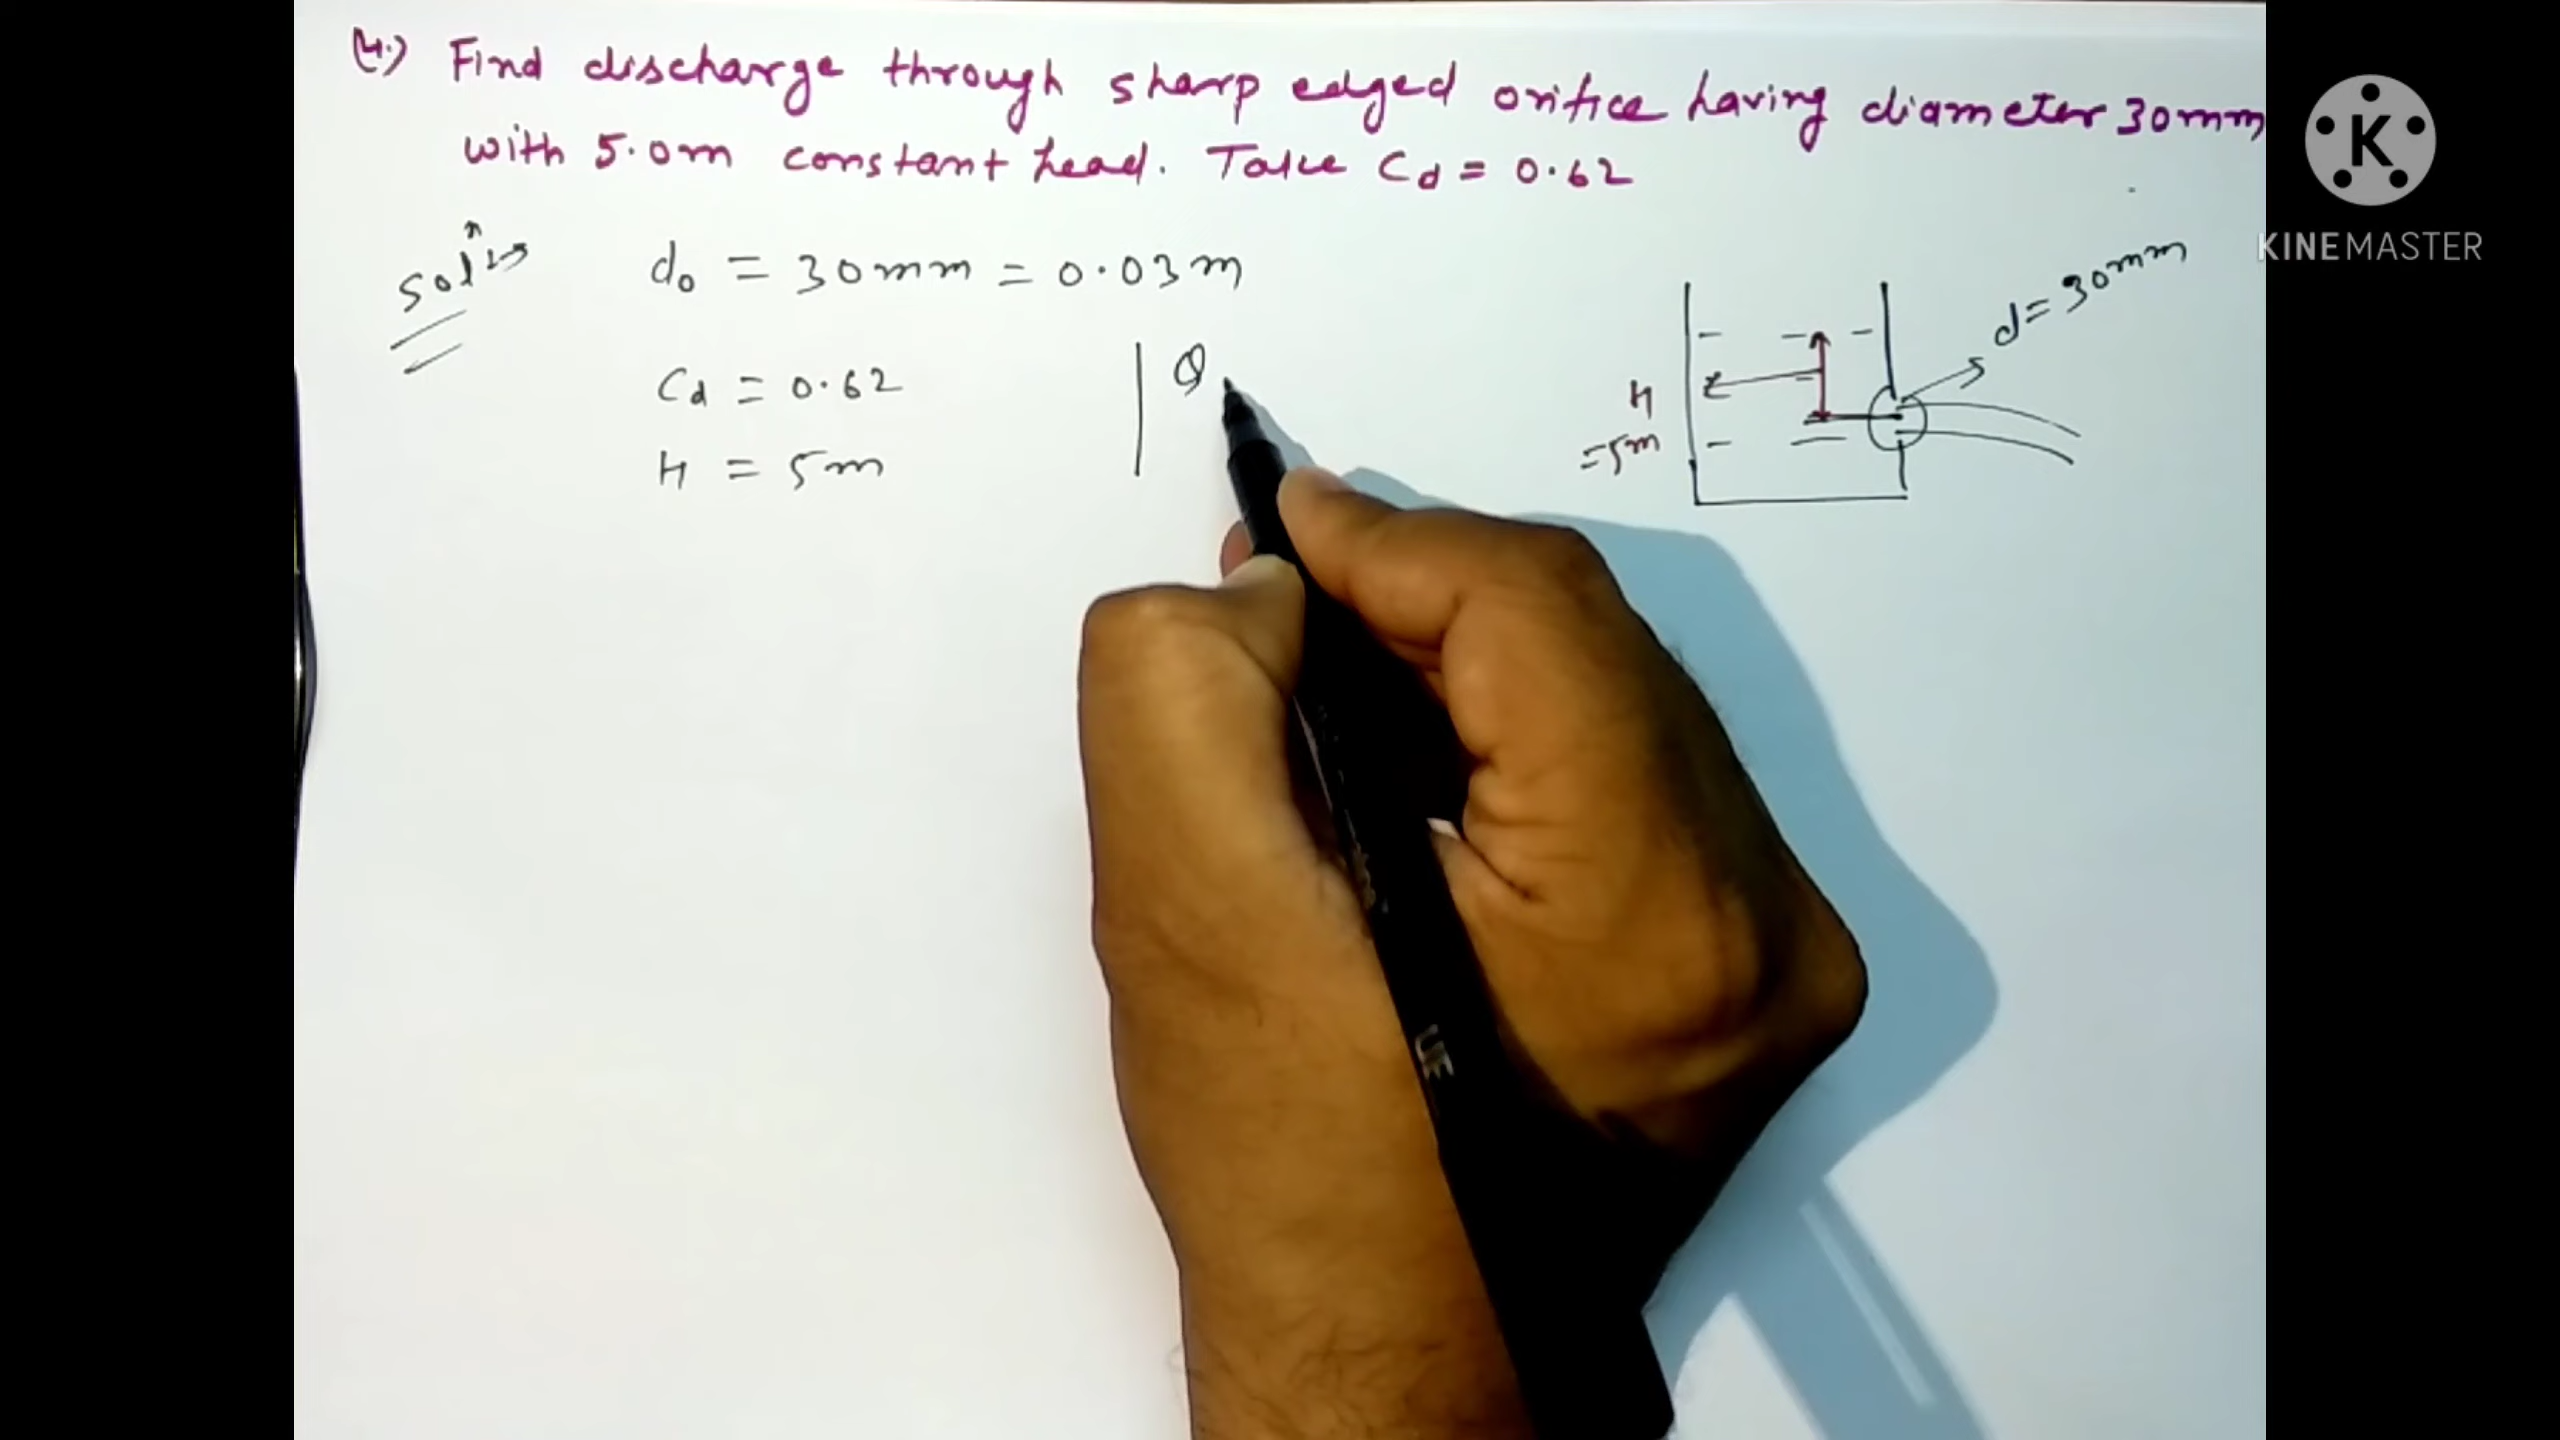 (4.) Find discharge through sharp edged orifice having diameter 30mm
with 5.0m constant head. Take Cd = 0.62
Solⁿ
d₀ = 30mm = 0.03m
Cd = 0.62
H = 5m
Q
d = 30mm
H
=5m
KINEMASTER
K